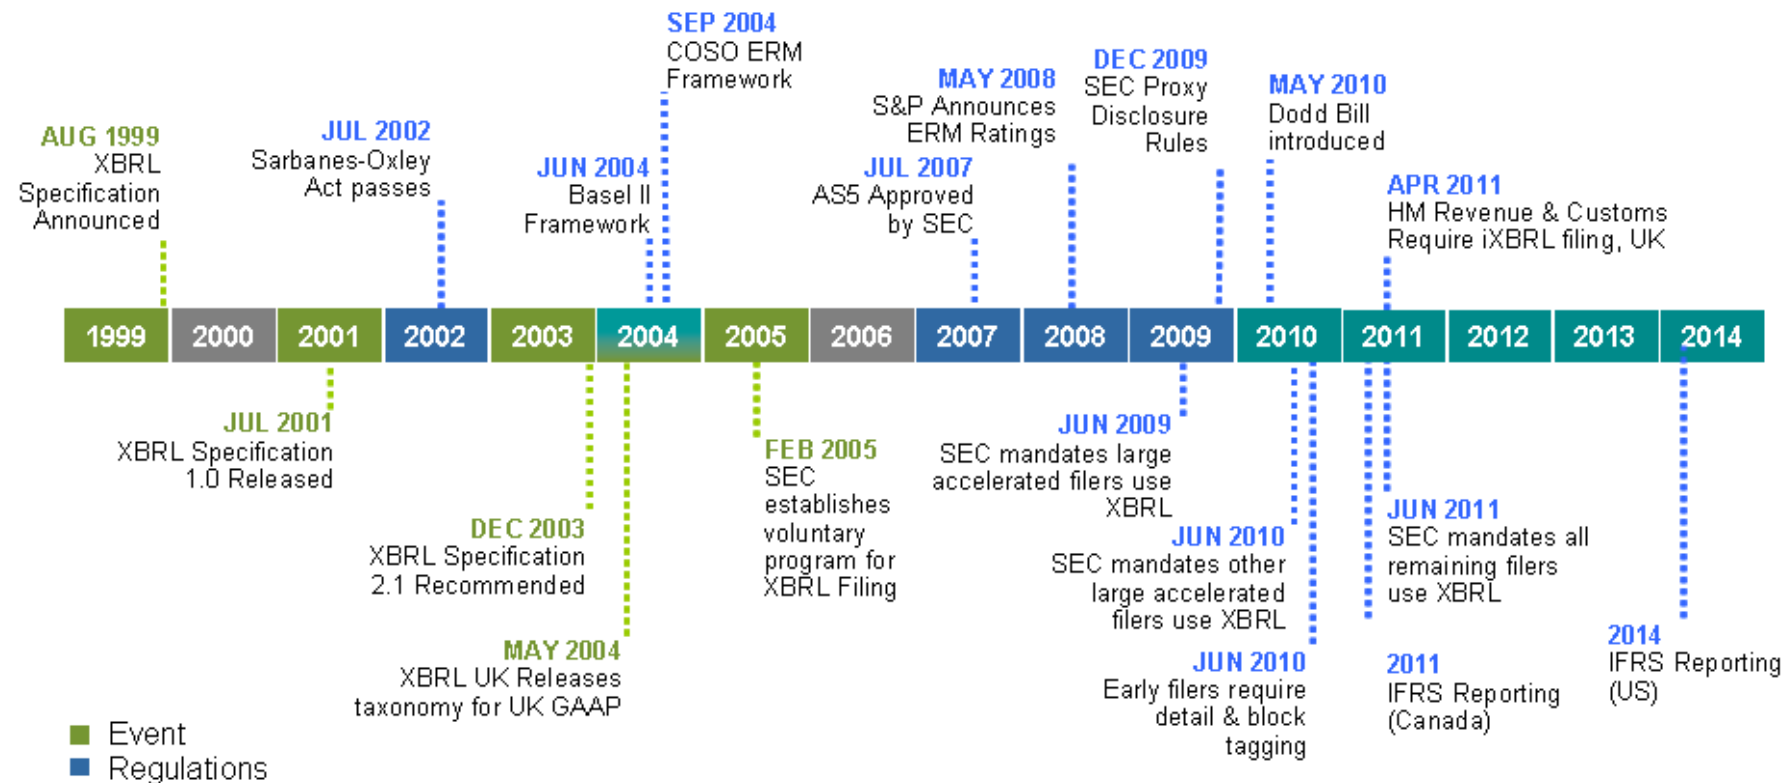 SEP 2004
COSO ERM
Framework
DEC 2009
SEC Proxy
Disclosure
Rules
MAY 2008
S&P Announces
ERM Ratings
MAY 2010
Dodd Bill
introduced
AUG 1999
XBRL
Specification
Announced
JUL 2002
Sarbanes-Oxley
Act passes
JUN 2004
Basel II
Framework
JUL 2007
AS5 Approved
by SEC
APR 2011
HM Revenue & Customs
Require iXBRL filing, UK
1999
2000
2001
2002
2003
2004
2005
2006
2007
2008
2009
2010
2011
2012
2013
2014
JUL 2001
XBRL Specification
1.0 Released
DEC 2003
XBRL Specification
2.1 Recommended
MAY 2004
XBRL UK Releases
taxonomy for UK GAAP
FEB 2005
SEC
establishes
voluntary
program for
XBRL Filing
JUN 2009
SEC mandates large
accelerated filers use
XBRL
JUN 2010
SEC mandates other
large accelerated
filers use XBRL
JUN 2010
Early filers require
detail & block
tagging
JUN 2011
SEC mandates all
remaining filers
use XBRL
2011
IFRS Reporting
(Canada)
2014
IFRS Reporting
(US)
Event
Regulations